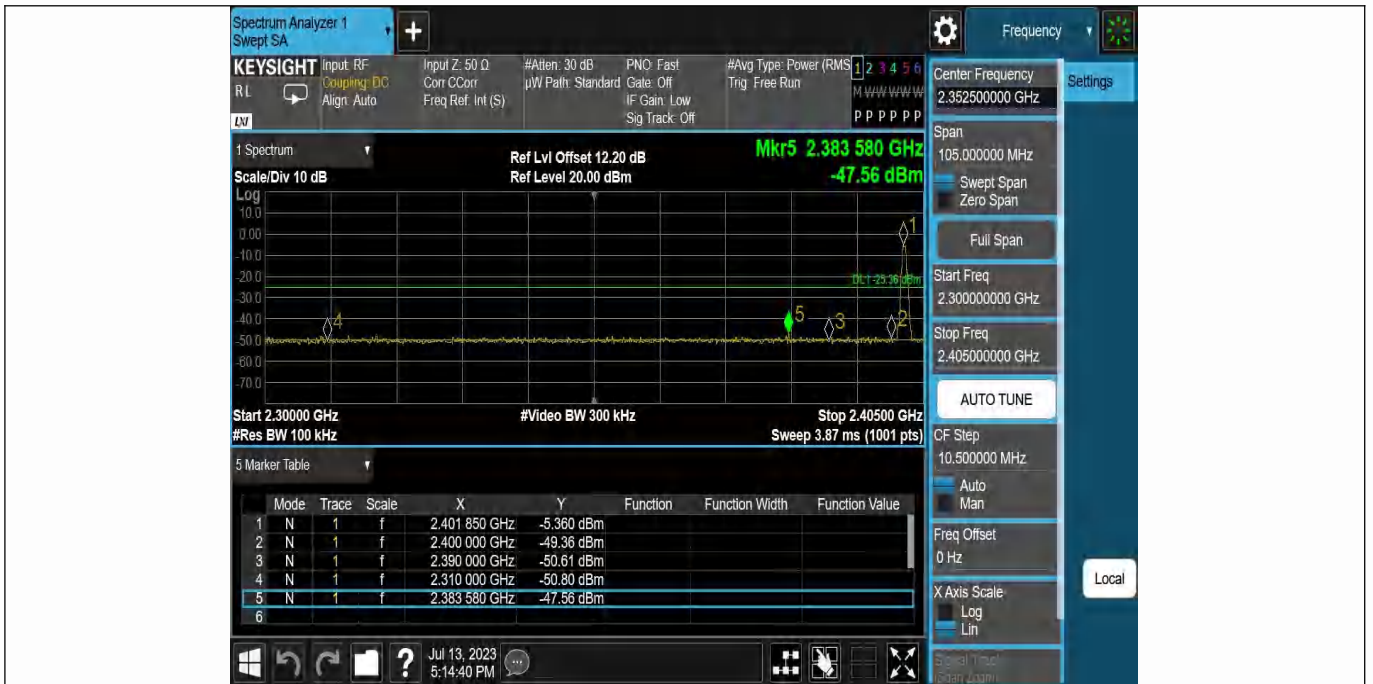 Spectrum Analyzer 1
Swept SA
+
Frequency
KEYSIGHT
R L
LXI
Input: RF
Coupling: DC
Align: Auto
Input Z: 50 Ω
Corr CCorr
Freq Ref: Int (S)
#Atten: 30 dB
µW Path: Standard
PNO: Fast
Gate: Off
IF Gain: Low
Sig Track: Off
#Avg Type: Power (RMS
Trig: Free Run
1 2 3 4 5 6
M W W W W W
P P P P P P
Center Frequency
2.352500000 GHz
Settings
Span
105.000000 MHz
Swept Span
Zero Span
Full Span
Start Freq
2.300000000 GHz
Stop Freq
2.405000000 GHz
AUTO TUNE
CF Step
10.500000 MHz
Auto
Man
Freq Offset
0 Hz
X Axis Scale
Log
Lin
Signal Track
(Span Zoom)
Local
1 Spectrum
Scale/Div 10 dB
Ref Lvl Offset 12.20 dB
Ref Level 20.00 dBm
Mkr5 2.383 580 GHz
-47.56 dBm
Log
10.0
0.00
-10.0
-20.0
-30.0
-40.0
-50.0
-60.0
-70.0
DL1 -25.36 dBm
1
4
5
3
2
Start 2.30000 GHz
#Res BW 100 kHz
#Video BW 300 kHz
Stop 2.40500 GHz
Sweep 3.87 ms (1001 pts)
5 Marker Table
Mode Trace Scale X Y Function Function Width Function Value
1 N 1 f 2.401 850 GHz -5.360 dBm
2 N 1 f 2.400 000 GHz -49.36 dBm
3 N 1 f 2.390 000 GHz -50.61 dBm
4 N 1 f 2.310 000 GHz -50.80 dBm
5 N 1 f 2.383 580 GHz -47.56 dBm
6
?
Jul 13, 2023
5:14:40 PM